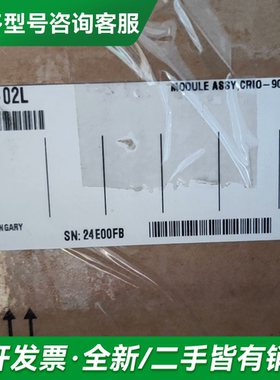 多型号咨询客服
02L
MODULE ASSY,CRIO-90
NGARY
SN: 24E00FB
开发票·全新/二手皆有销